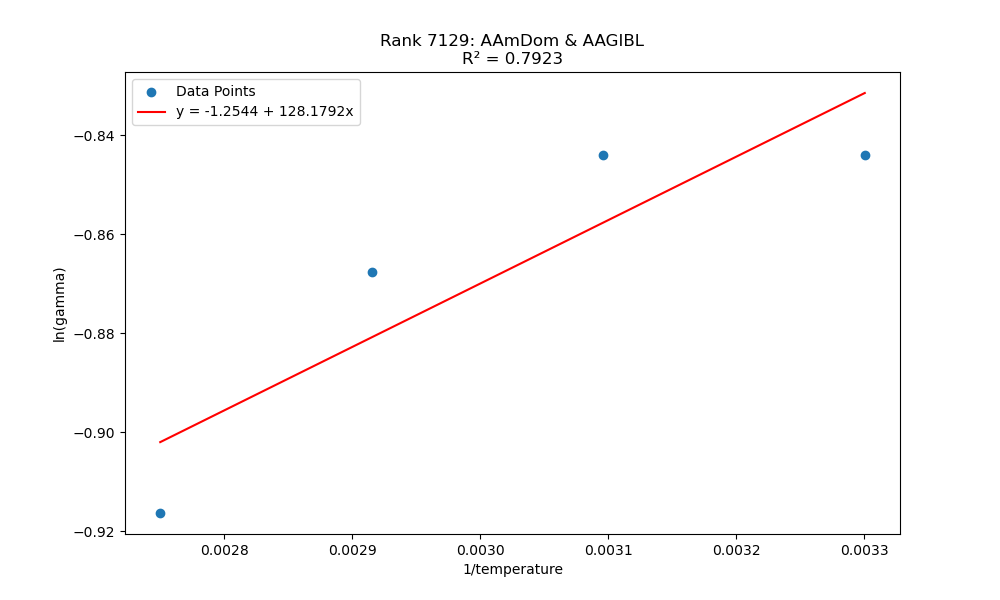 Rank 7129: AAmDom & AAGIBL
R² = 0.7923
Data Points
y = -1.2544 + 128.1792x
−0.84
−0.86
−0.88
−0.90
−0.92
ln(gamma)
0.0028
0.0029
0.0030
0.0031
0.0032
0.0033
1/temperature